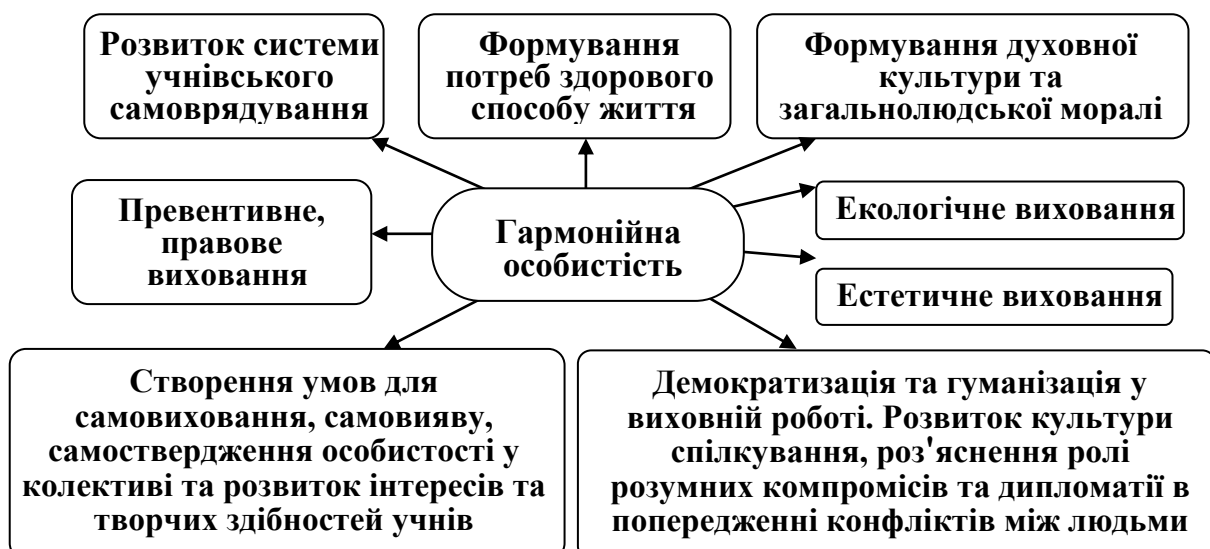 Розвиток системи
учнівського
самоврядування
Формування
потреб здорового
способу життя
Формування духовної
культури та
загальнолюдської моралі
Превентивне,
правове
виховання
Гармонійна
особистість
Екологічне виховання
Естетичне виховання
Створення умов для
самовиховання, самовияву,
самоствердження особистості у
колективі та розвиток інтересів та
творчих здібностей учнів
Демократизація та гуманізація у
виховній роботі. Розвиток культури
спілкування, роз'яснення ролі
розумних компромісів та дипломатії в
попередженні конфліктів між людьми